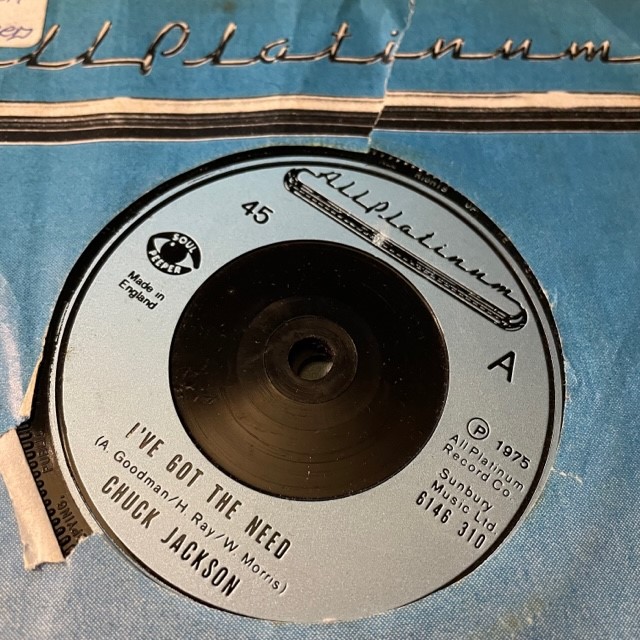 All Platinum
All Platinum
45
SOUL
PEEPER
Made in
England
A
℗ 1975
All Platinum
Record Co.
Sunbury
Music Ltd.
6146 310
I'VE GOT THE NEED
(A. Goodman/H. Ray/W. Morris)
CHUCK JACKSON